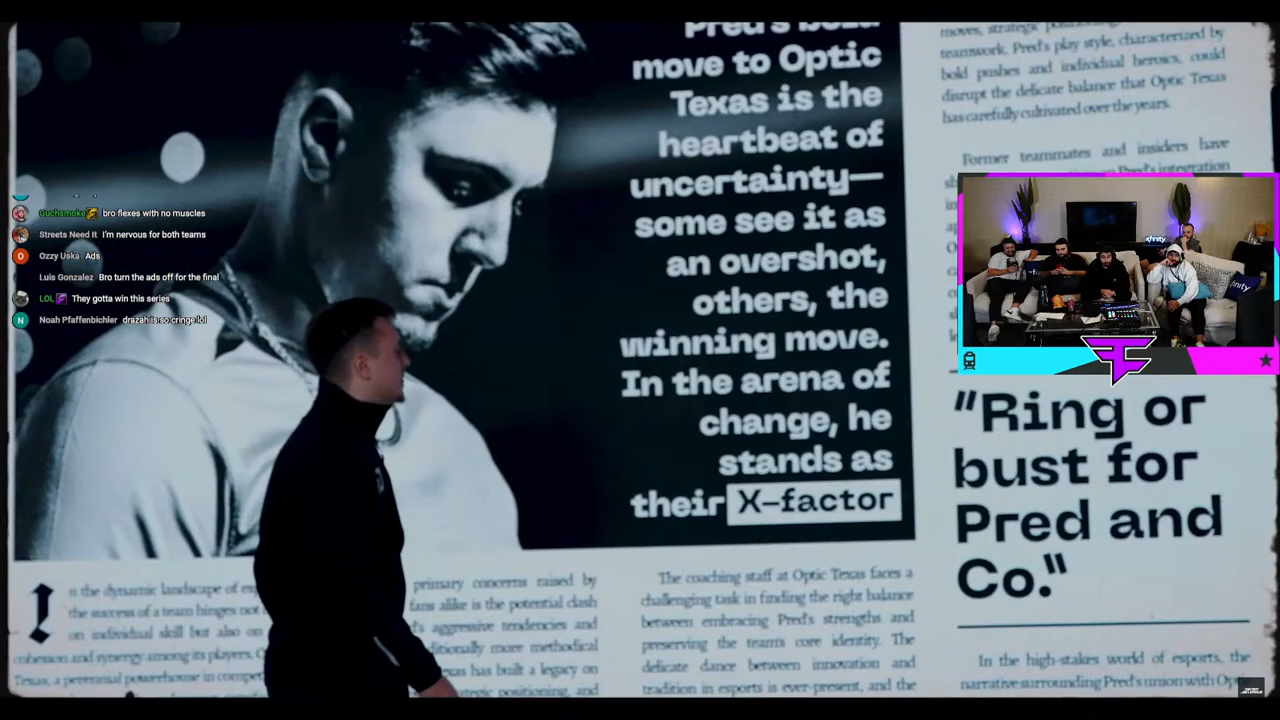 Pred's bold
move to Optic
Texas is the
heartbeat of
uncertainty—
some see it as
an overshot,
others, the
winning move.
In the arena of
change, he
stands as
their X-factor
moves, strategic
teamwork. Pred's play style, characterized by
bold pushes and individual heroics, could
disrupt the delicate balance that Optic Texas
has carefully cultivated over the years.
Former teammates and insiders have
Pred's integration
"Ring or
bust for
Pred and
Co."
In the high-stakes world of esports, the
narrative surrounding Pred's union with
n the dynamic landscape of
the success of a team hinges not
on individual skill but also on
cohesion and synergy among its players.
Texas, a perennial powerhouse in
primary concerns raised by
fans alike is the potential clash
aggressive tendencies and
more methodical
has built a legacy on
positioning, and
The coaching staff at Optic Texas faces a
challenging task in finding the right balance
between embracing Pred's strengths and
preserving the team's core identity. The
delicate dance between innovation and
tradition in esports is ever-present, and the
Guchsmoke bro flexes with no muscles
Streets Need It I'm nervous for both teams
O Ozzy Uska Ads
Luis Gonzalez Bro turn the ads off for the final
LOL They gotta win this series
N Noah Pfaffenbichler drazah is so cringe lol
xfinity